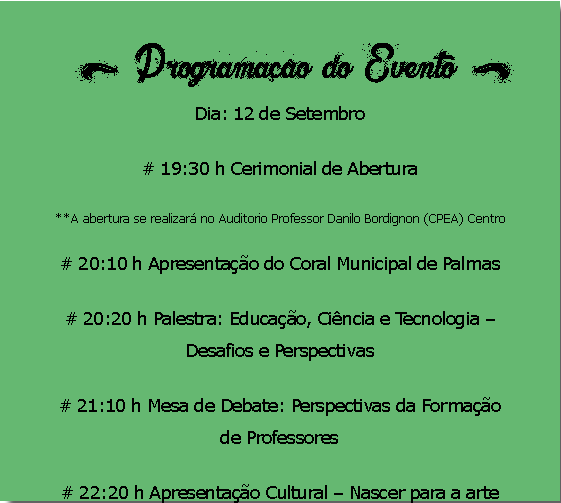 Programação do Evento
Dia: 12 de Setembro
# 19:30 h Cerimonial de Abertura
**A abertura se realizará no Auditorio Professor Danilo Bordignon (CPEA) Centro
# 20:10 h Apresentação do Coral Municipal de Palmas
# 20:20 h Palestra: Educação, Ciência e Tecnologia –
Desafios e Perspectivas
# 21:10 h Mesa de Debate: Perspectivas da Formação
de Professores
# 22:20 h Apresentação Cultural – Nascer para a arte